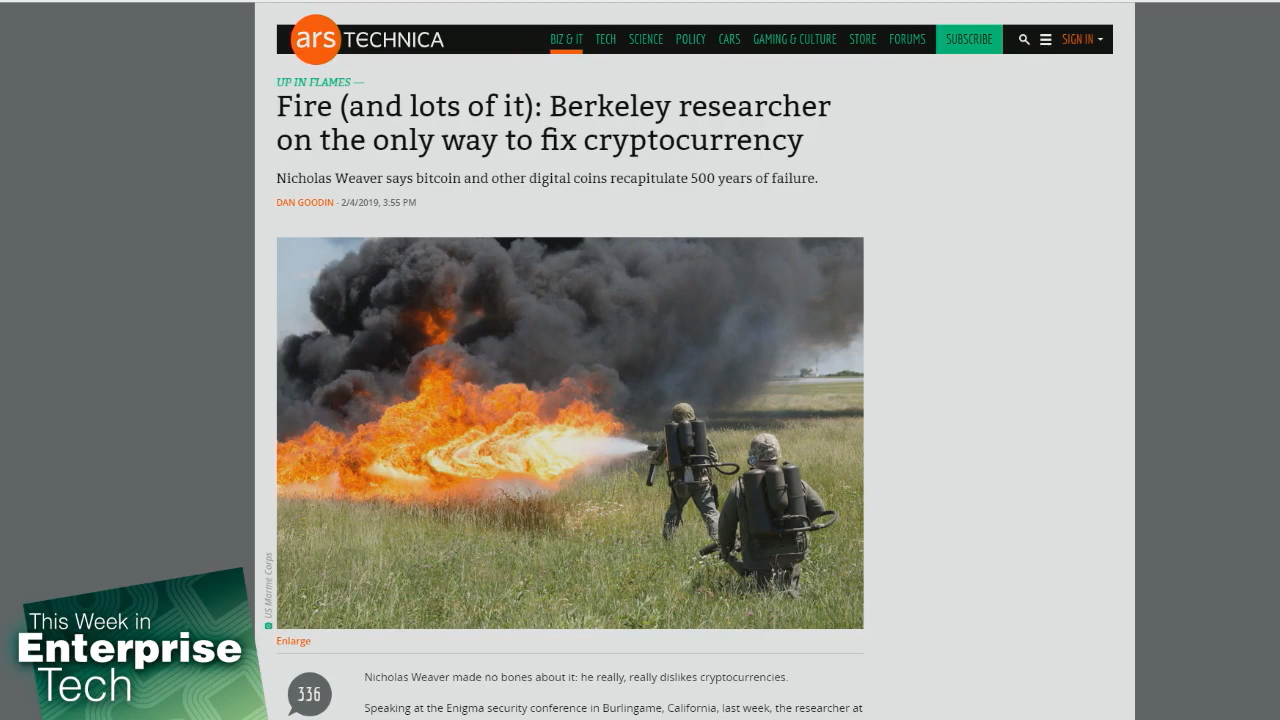 ars TECHNICA
BIZ & IT TECH SCIENCE POLICY CARS GAMING & CULTURE STORE FORUMS SUBSCRIBE SIGN IN
UP IN FLAMES —
Fire (and lots of it): Berkeley researcher
on the only way to fix cryptocurrency
Nicholas Weaver says bitcoin and other digital coins recapitulate 500 years of failure.
DAN GOODIN - 2/4/2019, 3:55 PM
US Marine Corps
Enlarge
336
Nicholas Weaver made no bones about it: he really, really dislikes cryptocurrencies.
Speaking at the Enigma security conference in Burlingame, California, last week, the researcher at
This Week in
Enterprise
Tech